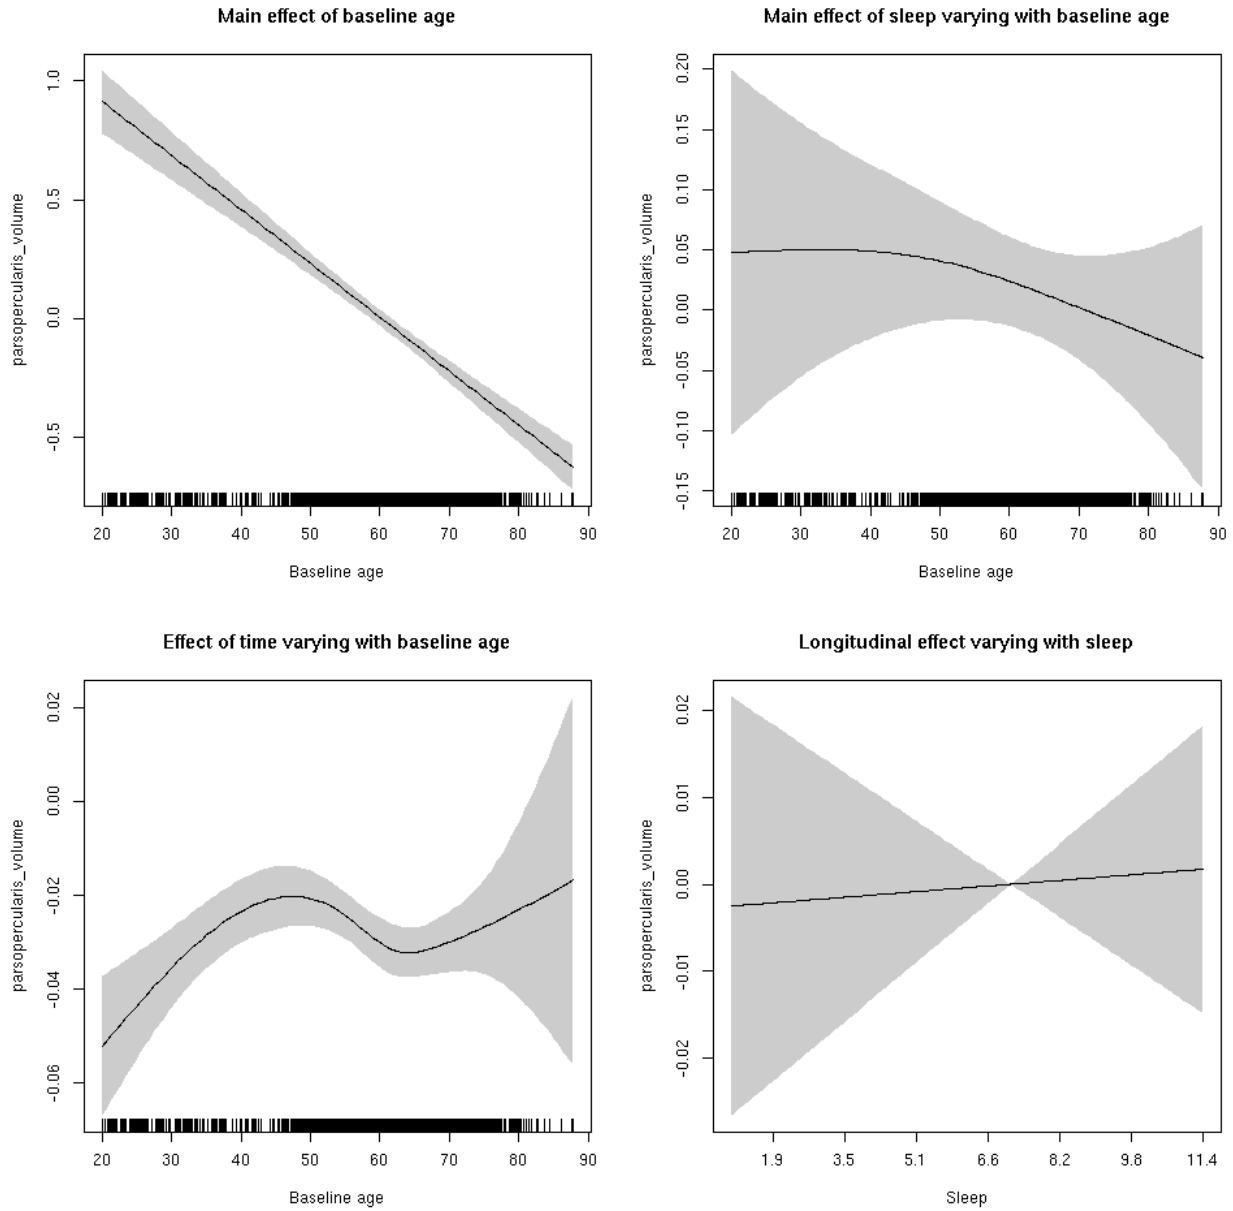 Main effect of baseline age
parsopercularis_volume
1.0
0.5
0.0
-0.5
20 30 40 50 60 70 80 90
Baseline age
Main effect of sleep varying with baseline age
parsopercularis_volume
0.20
0.15
0.10
0.05
0.00
-0.05
-0.10
-0.15
20 30 40 50 60 70 80 90
Baseline age
Effect of time varying with baseline age
parsopercularis_volume
0.02
0.00
-0.02
-0.04
-0.06
20 30 40 50 60 70 80 90
Baseline age
Longitudinal effect varying with sleep
parsopercularis_volume
0.02
0.01
0.00
-0.01
-0.02
1.9 3.5 5.1 6.6 8.2 9.8 11.4
Sleep